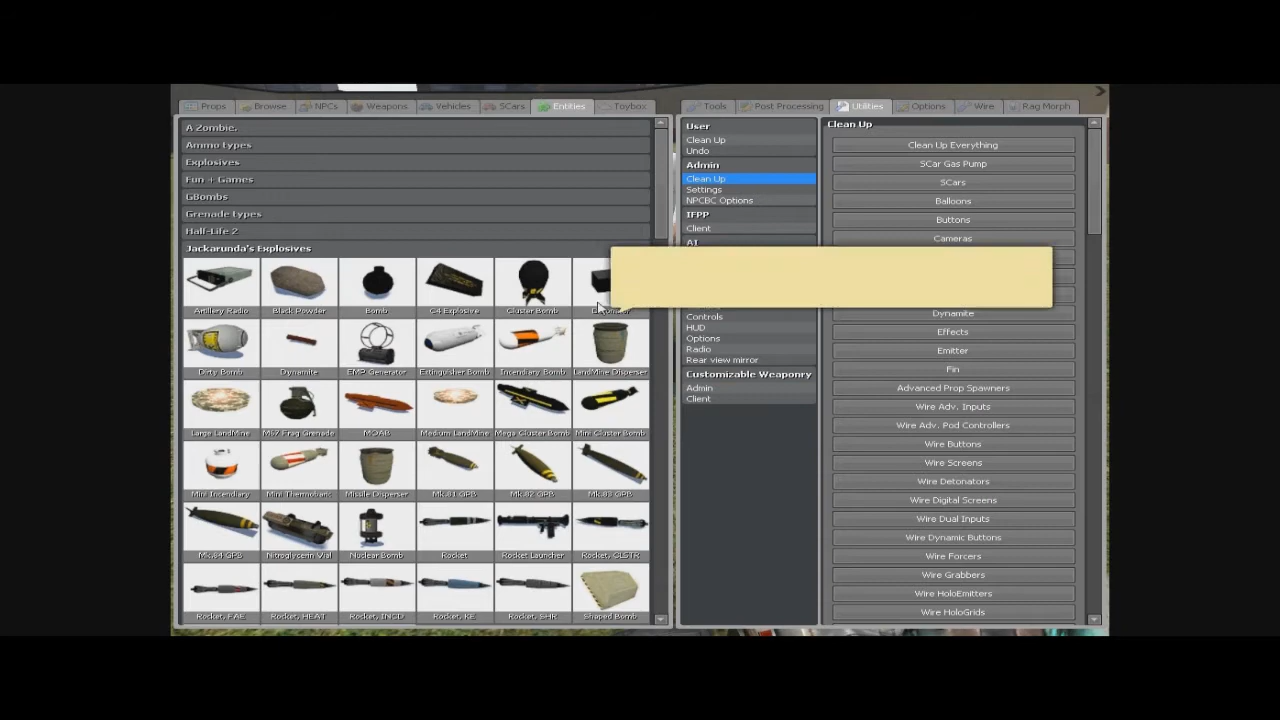 Props Browse NPCs Weapons Vehicles SCars Entities Toybox
A Zombie.
Ammo types
Explosives
Fun + Games
GBombs
Grenade types
Half-Life 2
Jackarunda's Explosives
Artillery Radio Black Powder Bomb C4 Explosive Cluster Bomb
Dirty Bomb Dynamite EMP Generator Extinguisher Bomb Incendiary Bomb LandMine Disperser
Large LandMine M67 Frag Grenade MOAB Medium LandMine Mega Cluster Bomb Mini Cluster Bomb
Mini Incendiary Mini Thermobaric Missile Disperser Mk.81 GPB Mk.82 GPB Mk.83 GPB
Mk.84 GPB Nitroglycerin Vial Nuclear Bomb Rocket Rocket Launcher Rocket, CLSTR
Rocket, FAE Rocket, HEAT Rocket, INCD Rocket, KE Rocket, SHR Shaped Bomb
Tools Post Processing Utilities Options Wire Rag Morph
User
Clean Up
Undo
Admin
Clean Up
Settings
NPCBC Options
IFPP
Client
AI
Controls
HUD
Options
Radio
Rear view mirror
Customizable Weaponry
Admin
Client
Clean Up
Clean Up Everything
SCar Gas Pump
SCars
Balloons
Buttons
Cameras
Dynamite
Effects
Emitter
Fin
Advanced Prop Spawners
Wire Adv. Inputs
Wire Adv. Pod Controllers
Wire Buttons
Wire Screens
Wire Detonators
Wire Digital Screens
Wire Dual Inputs
Wire Dynamic Buttons
Wire Forcers
Wire Grabbers
Wire HoloEmitters
Wire HoloGrids